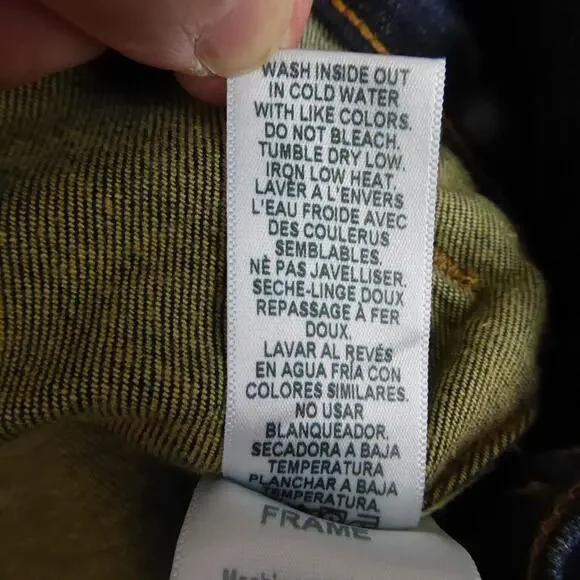 WASH INSIDE OUT
IN COLD WATER
WITH LIKE COLORS.
DO NOT BLEACH.
TUMBLE DRY LOW.
IRON LOW HEAT.
LAVER A L'ENVERS
L'EAU FROIDE AVEC
DES COULERUS
SEMBLABLES.
NÈ PAS JAVELLISER.
SECHE-LINGE DOUX
REPASSAGE À FER
DOUX.
LAVAR AL REVÉS
EN AGUA FRÍA CON
COLORES SIMILARES.
NO USAR
BLANQUEADOR.
SECADORA A BAJA
TEMPERATURA
PLANCHAR A BAJA
TEMPERATURA.
FRAME